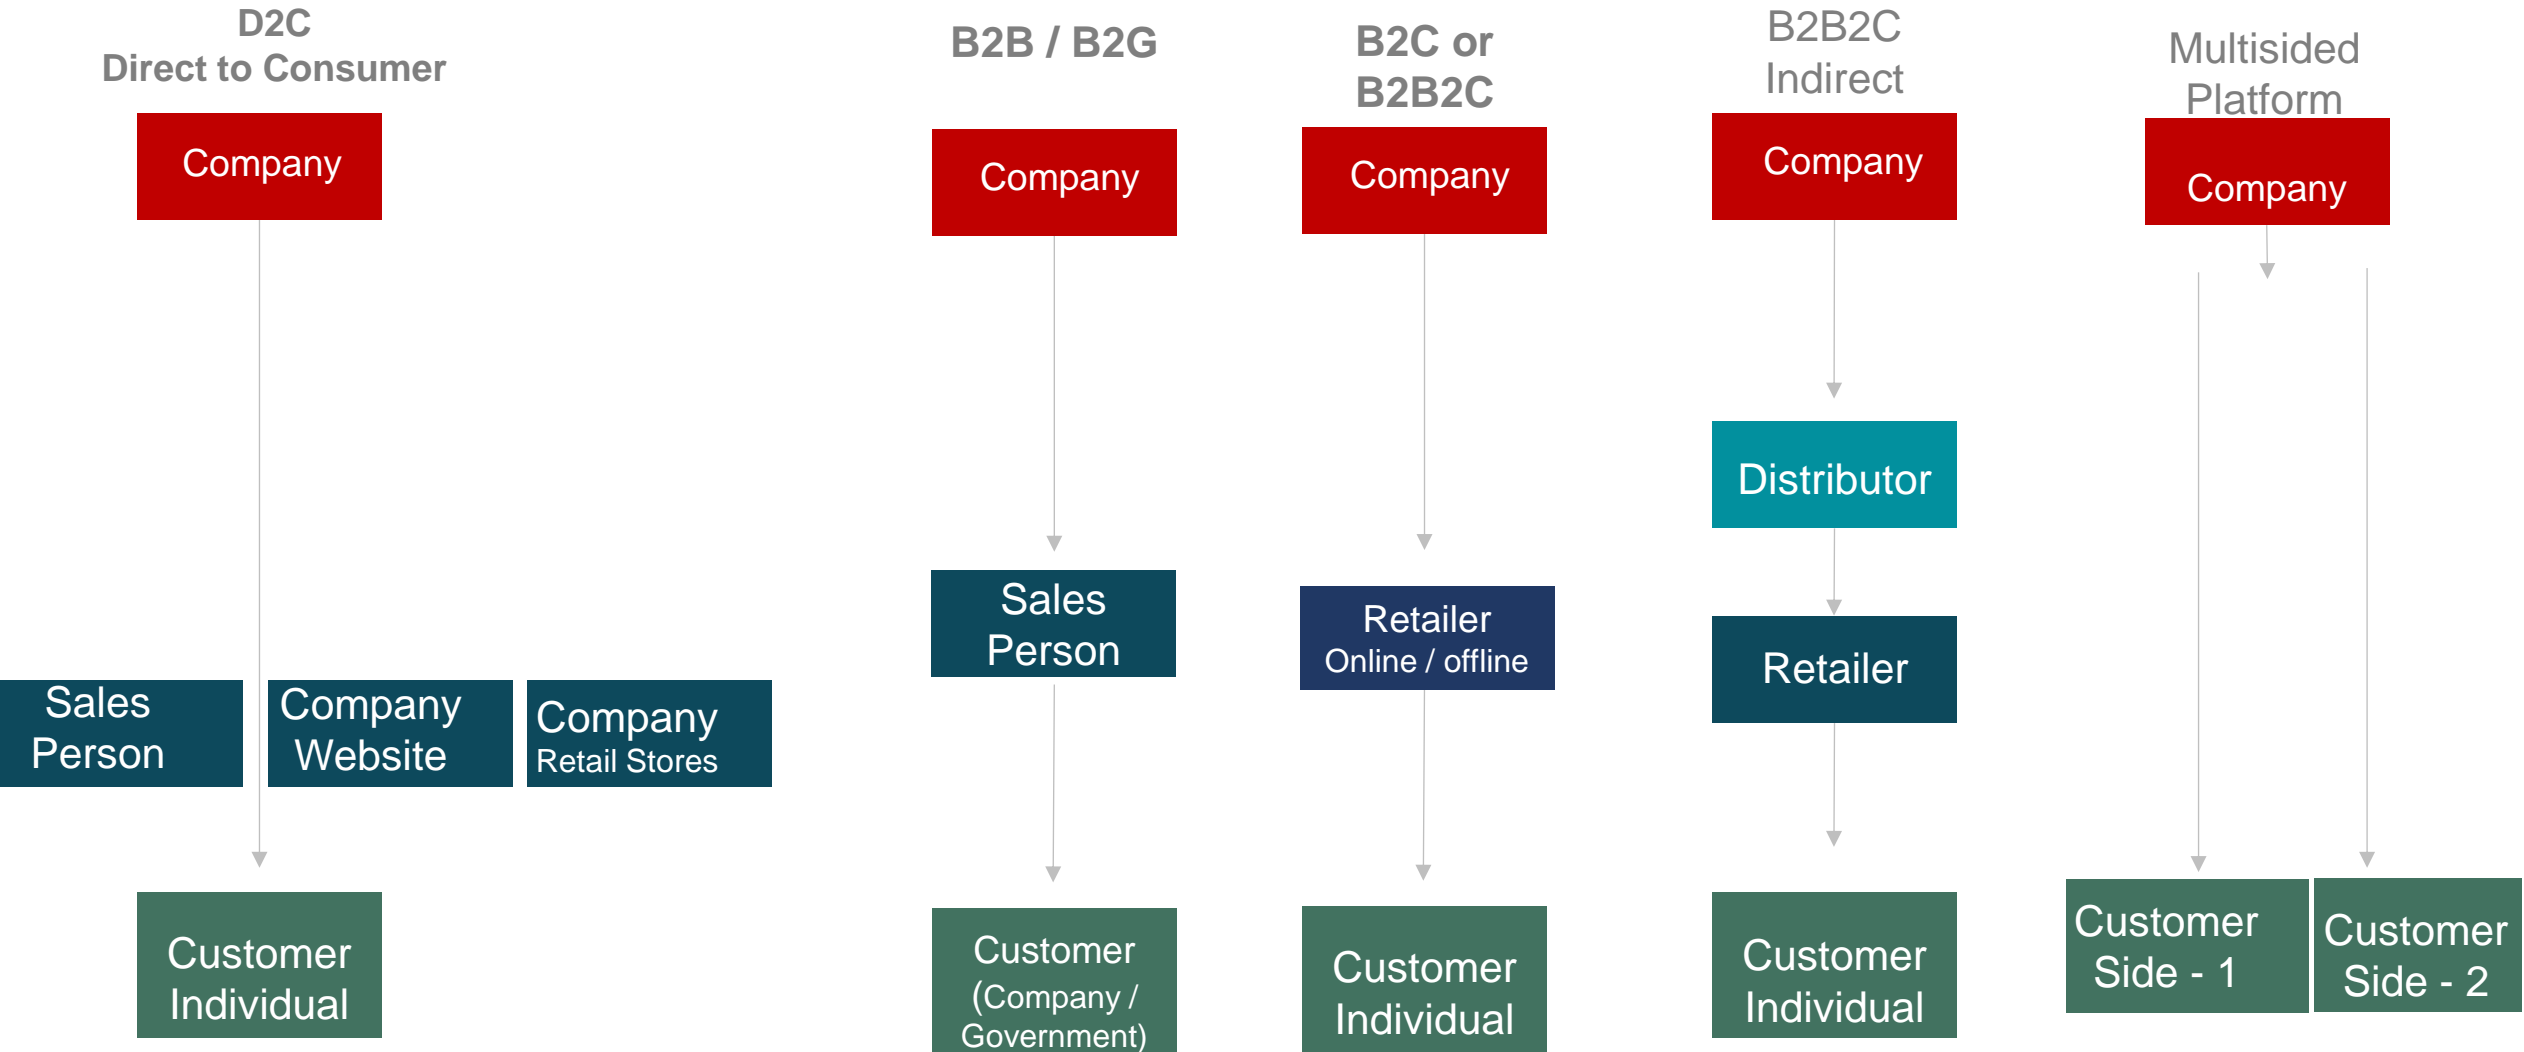 D2C
Direct to Consumer
Company
Sales
Person
Company
Website
Company
Retail Stores
Customer
Individual
B2B / B2G
Company
Sales
Person
Customer
(Company /
Government)
B2C or
B2B2C
Company
Retailer
Online / offline
Customer
Individual
B2B2C
Indirect
Company
Distributor
Retailer
Customer
Individual
Multisided
Platform
Company
Customer
Side - 1
Customer
Side - 2